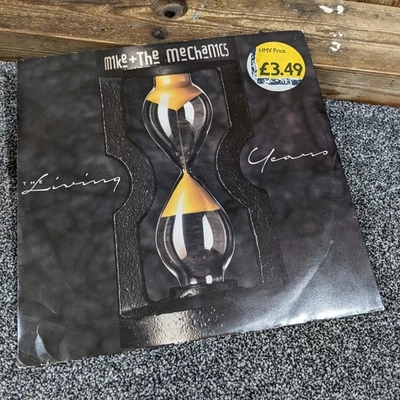 mike + The mechanics
HMV Price
£3.49
THE Living Years